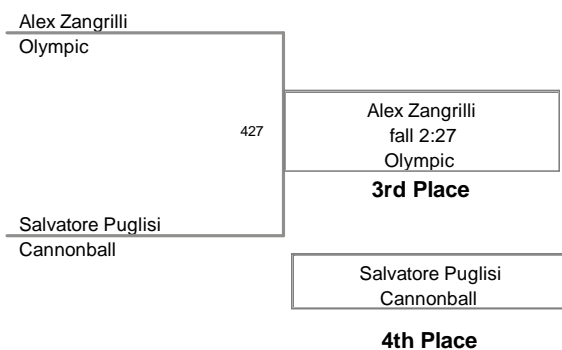 Alex Zangrilli
Olympic
427
Alex Zangrilli
fall 2:27
Olympic
3rd Place
Salvatore Puglisi
Cannonball
Salvatore Puglisi
Cannonball
4th Place